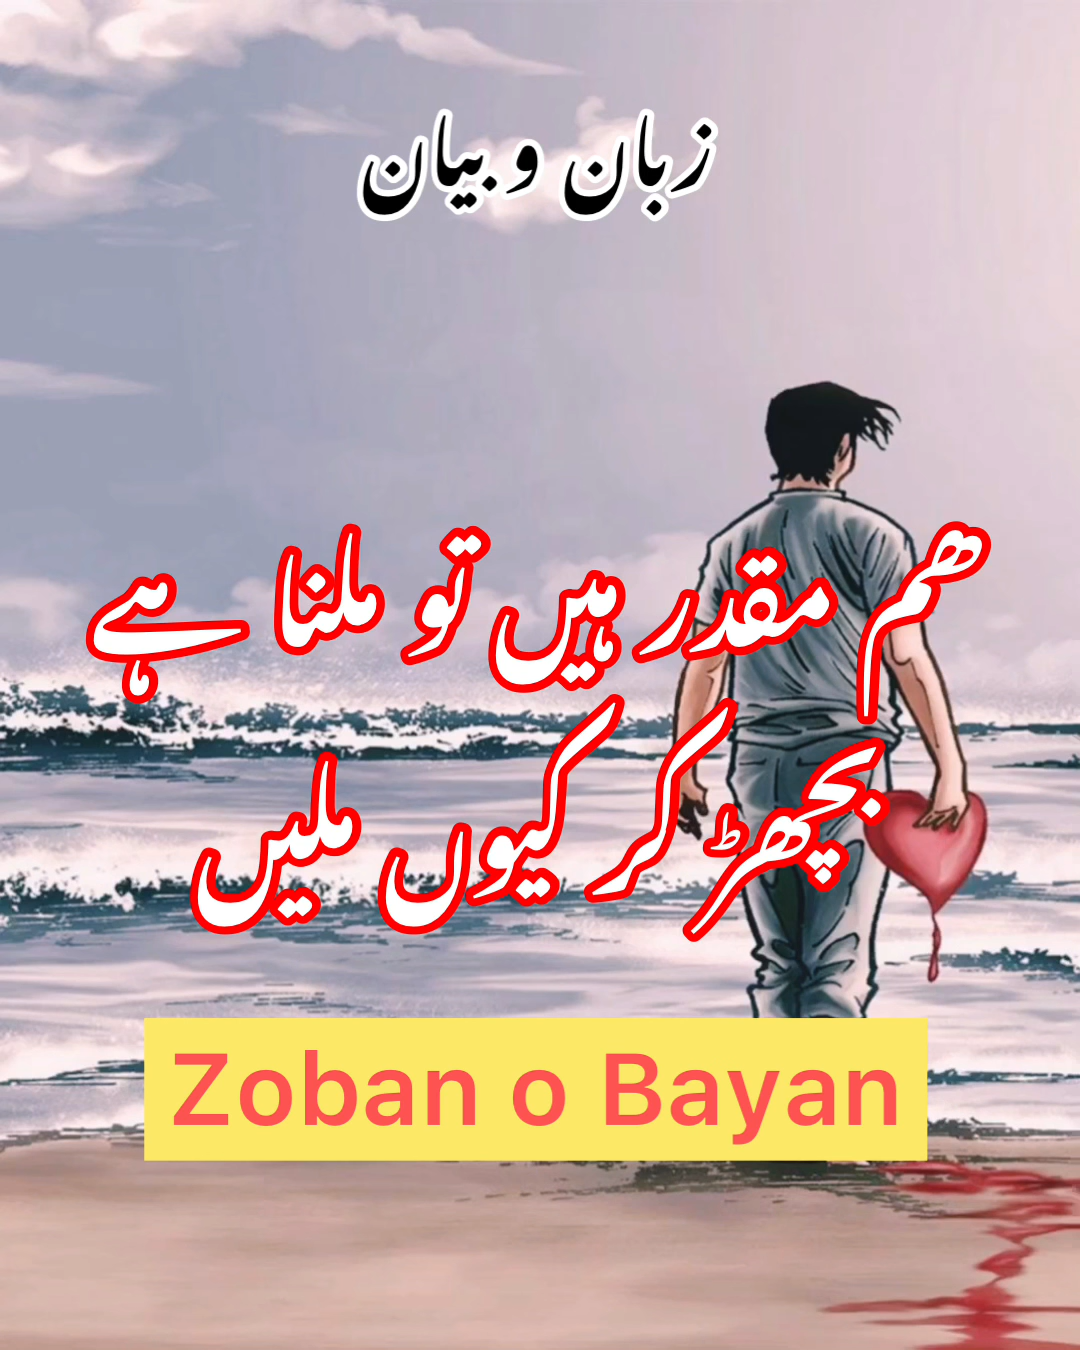 زبان و بیان
ھم مقدر ہیں تو ملنا ہے
بچھڑ کر کیوں ملیں
Zoban o Bayan